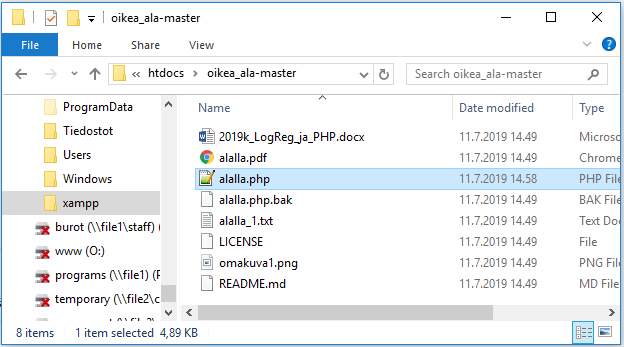 oikea_ala-master
File Home Share View
htdocs oikea_ala-master Search oikea_ala-master
Name Date modified Type
ProgramData
Tiedostot
Users
Windows
xampp
burot (\\file1\staff) (
www (O:)
programs (\\file1) (P
temporary (\\file2\c
2019k_LogReg_ja_PHP.docx 11.7.2019 14.49 Microso
alalla.pdf 11.7.2019 14.49 Chrome
alalla.php 11.7.2019 14.58 PHP File
alalla.php.bak 11.7.2019 14.49 BAK File
alalla_1.txt 11.7.2019 14.49 Text Doc
LICENSE 11.7.2019 14.49 File
omakuva1.png 11.7.2019 14.49 PNG File
README.md 11.7.2019 14.49 MD File
8 items 1 item selected 4,89 KB